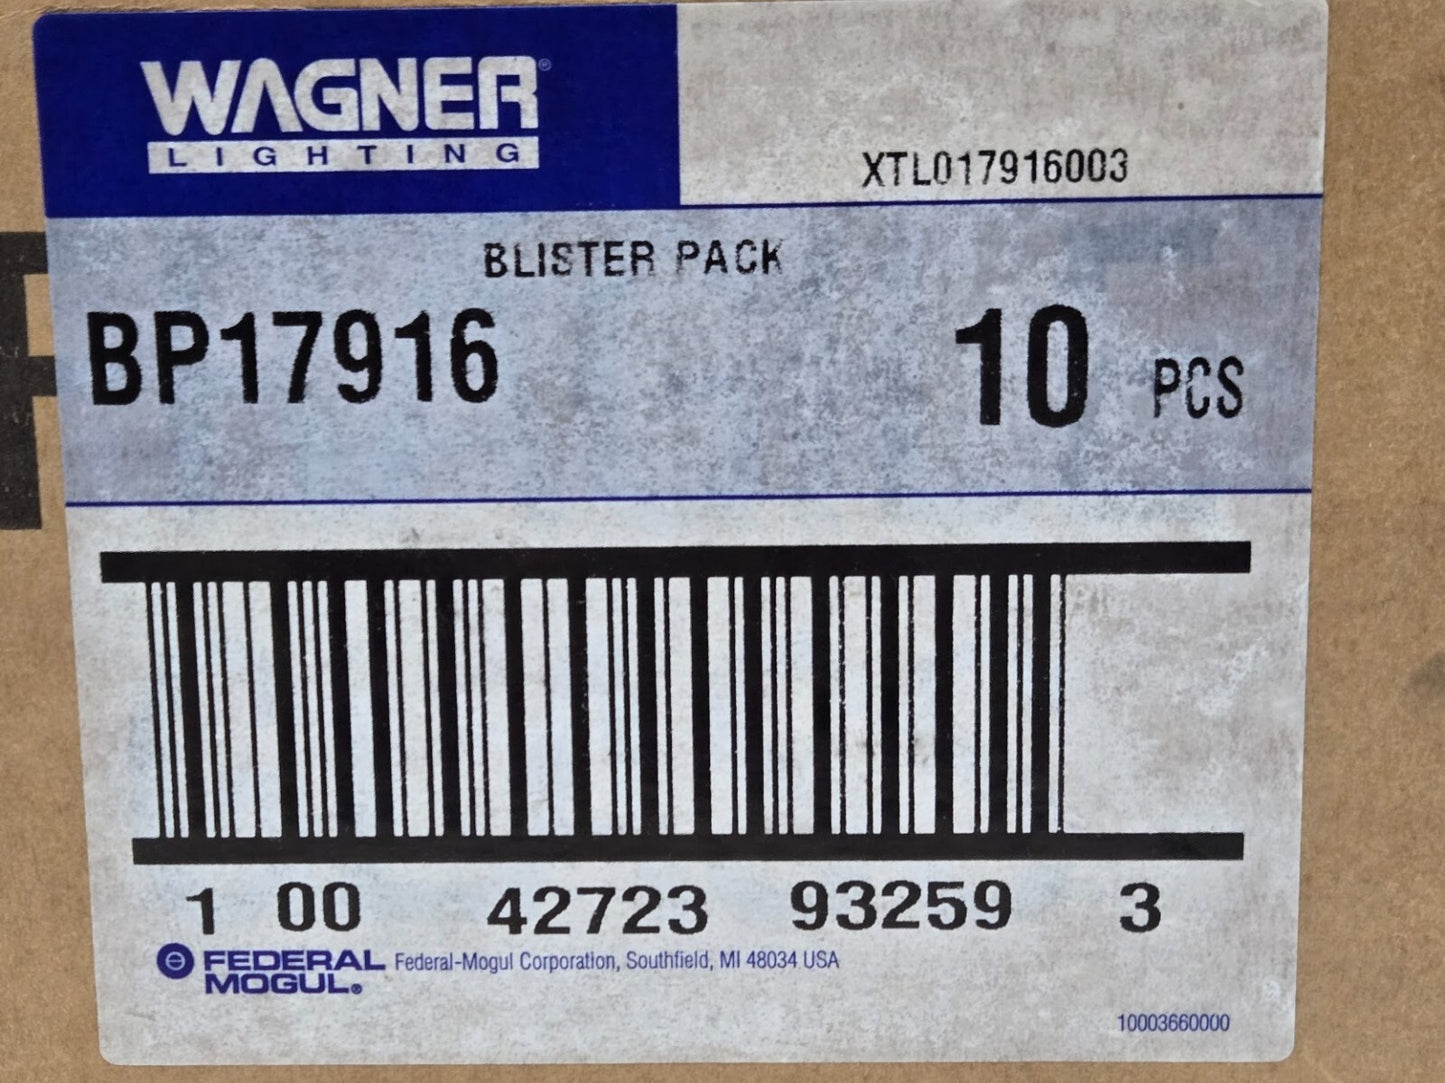 WAGNER®
LIGHTING
XTL017916003
BLISTER PACK
BP17916
10 PCS
1 00 42723 93259 3
FEDERAL
MOGUL®
Federal-Mogul Corporation, Southfield, MI 48034 USA
10003660000